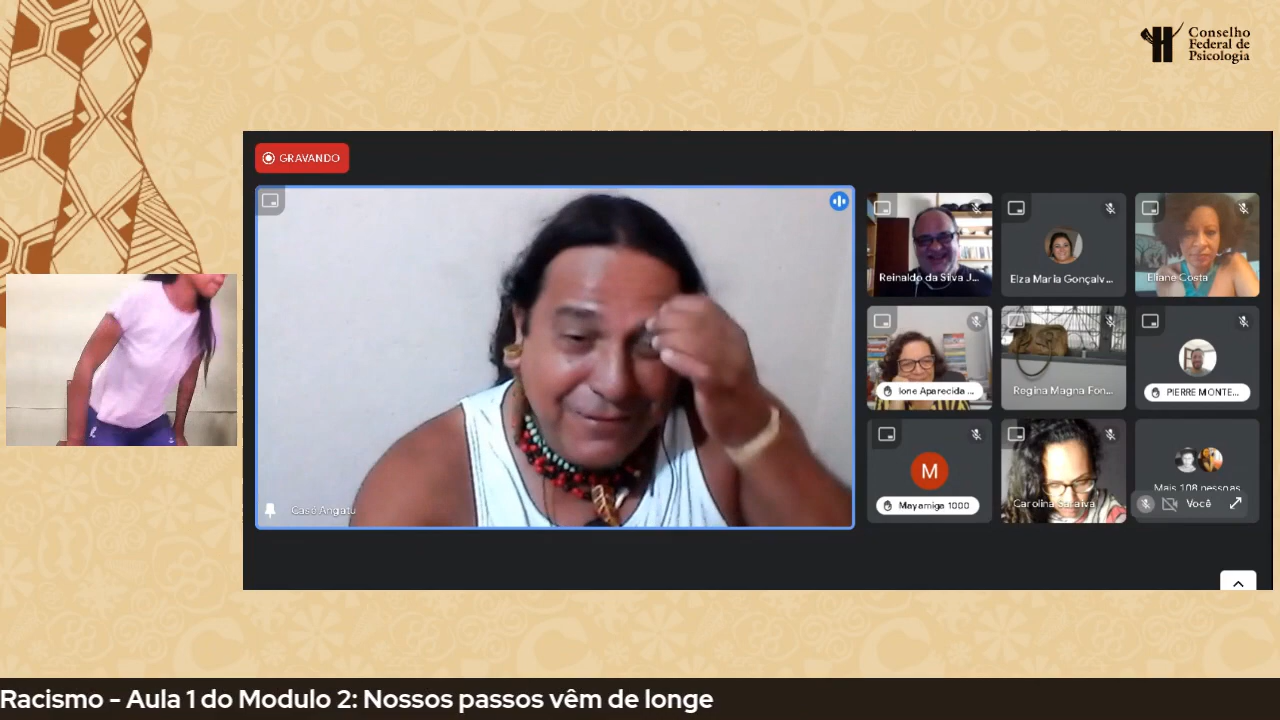 Conselho
Federal de
Psicologia
GRAVANDO
Reinaldo da Silva J...
Elza Maria Gonçalv...
Eliane Costa
Ione Aparecida ...
Regina Magna Fon...
PIERRE MONTE...
M
Mayamiga 1000
Carolina Saraiva
Mais 108 pessoas
Você
Casé Angatu
Racismo - Aula 1 do Modulo 2: Nossos passos vêm de longe